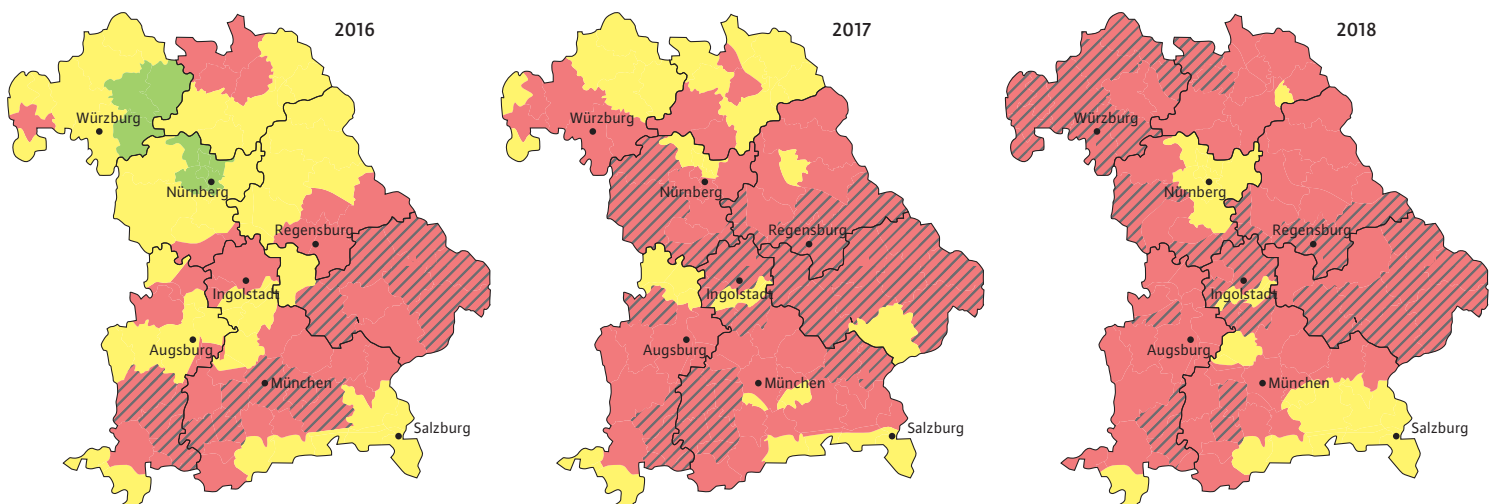 2016
Würzburg
Nürnberg
Regensburg
Ingolstadt
Augsburg
München
Salzburg
2017
Würzburg
Nürnberg
Regensburg
Ingolstadt
Augsburg
München
Salzburg
2018
Würzburg
Nürnberg
Regensburg
Ingolstadt
Augsburg
München
Salzburg